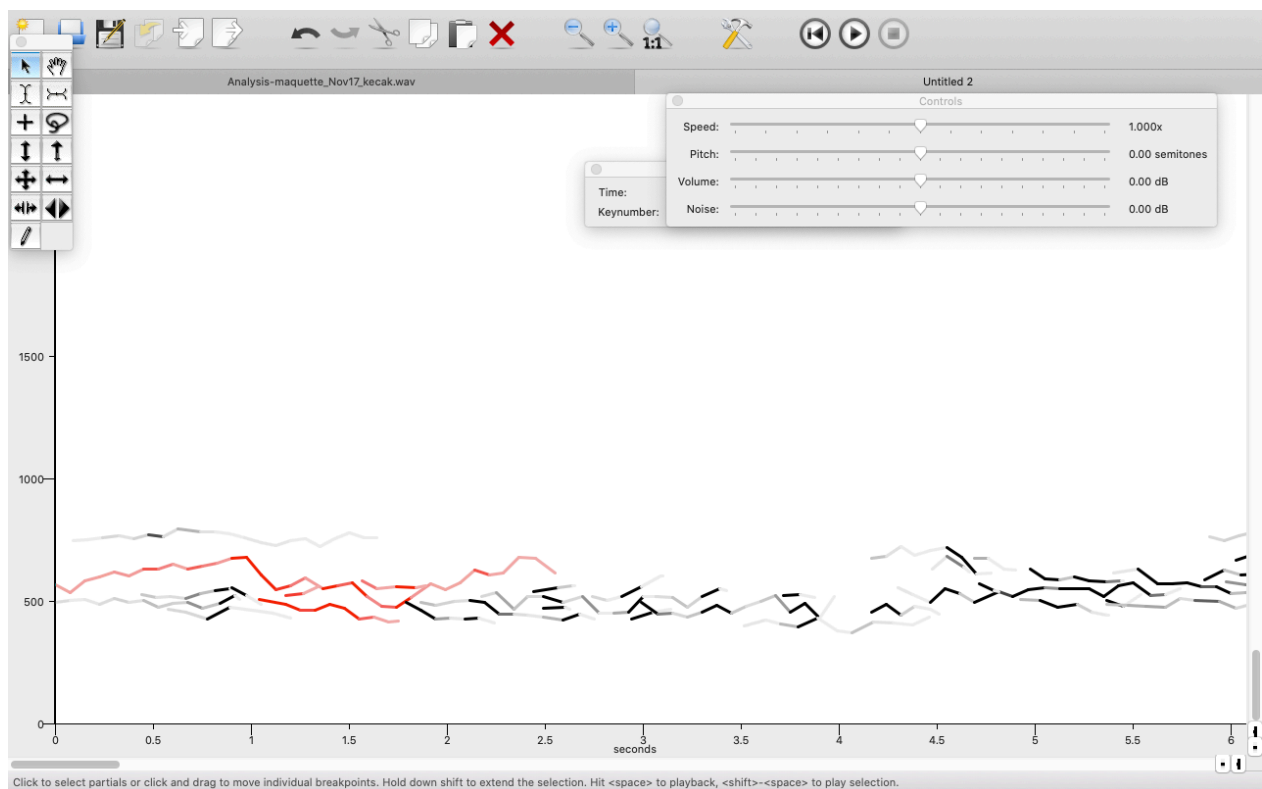 1:1
Analysis-maquette_Nov17_kecak.wav
Untitled 2
Controls
Speed:
1.000x
Pitch:
0.00 semitones
Volume:
0.00 dB
Noise:
0.00 dB
Time:
Keynumber:
1500
1000
500
0
0
0.5
1
1.5
2
2.5
3
3.5
4
4.5
5
5.5
6
seconds
Click to select partials or click and drag to move individual breakpoints. Hold down shift to extend the selection. Hit <space> to playback, <shift>-<space> to play selection.